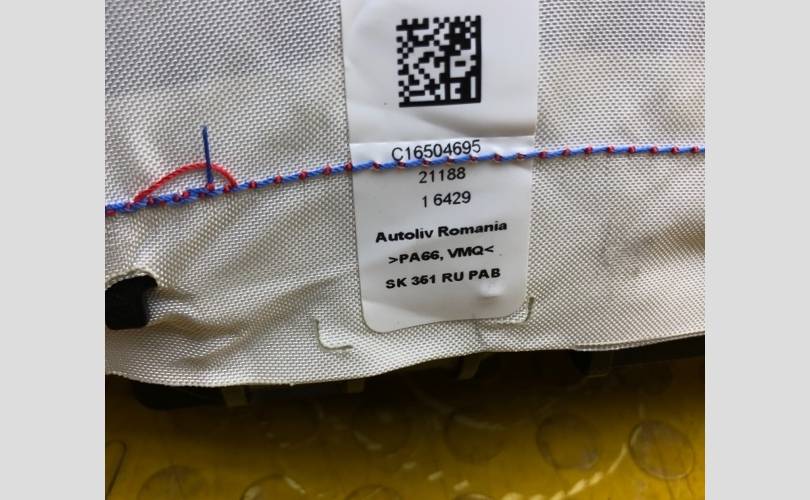 C16504695
21188
1 6429
Autoliv Romania
>PA66, VMQ<
SK 351 RU PAB